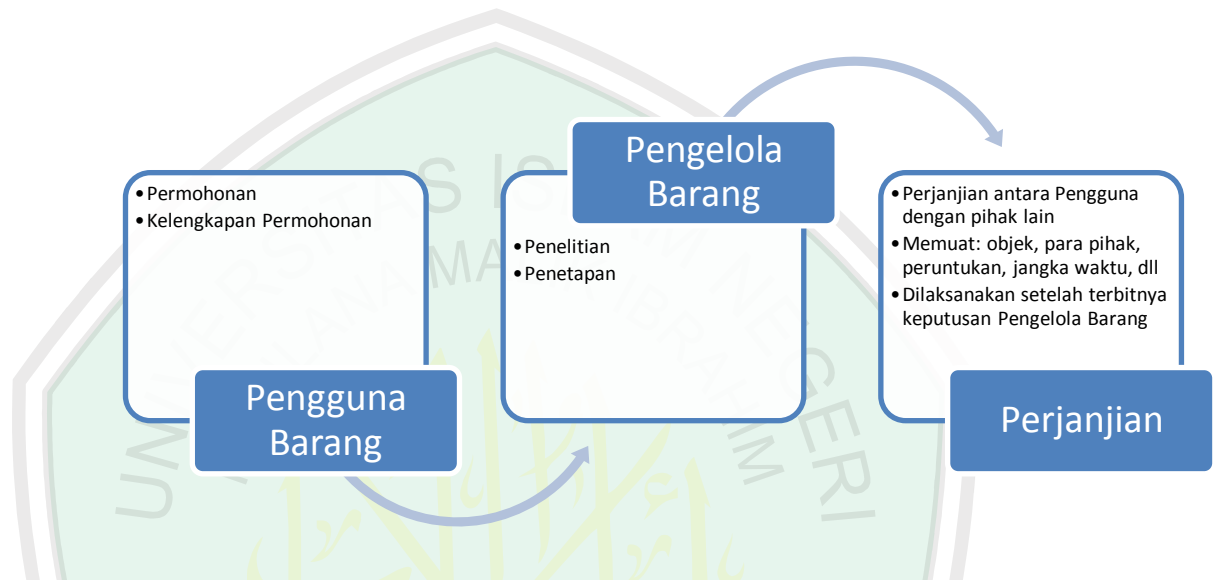 • Permohonan
• Kelengkapan Permohonan
Pengguna
Barang
Pengelola
Barang
• Penelitian
• Penetapan
• Perjanjian antara Pengguna
dengan pihak lain
• Memuat: objek, para pihak,
peruntukan, jangka waktu, dll
• Dilaksanakan setelah terbitnya
keputusan Pengelola Barang
Perjanjian